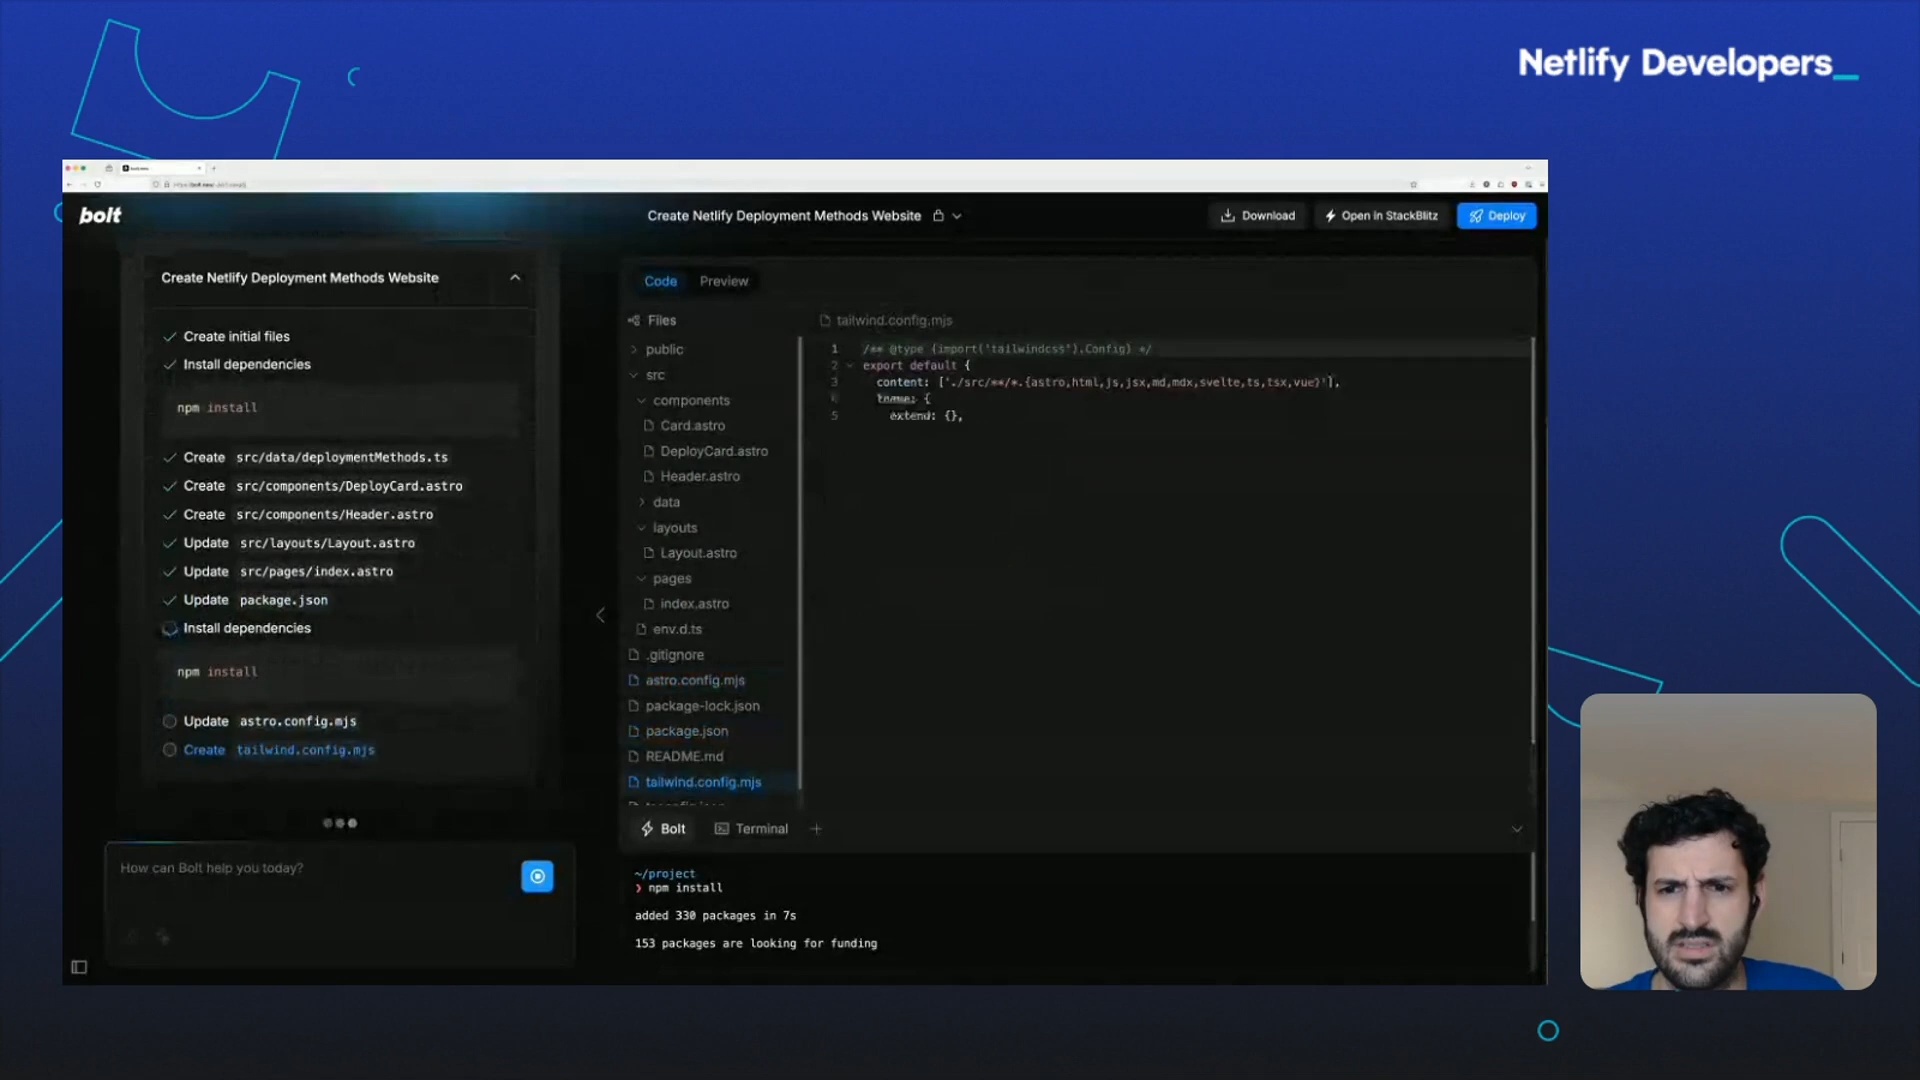 Netlify Developers_
bolt
Create Netlify Deployment Methods Website
Download
Open in StackBlitz
Deploy
Create Netlify Deployment Methods Website
Create initial files
Install dependencies
npm install
Create src/data/deploymentMethods.ts
Create src/components/DeployCard.astro
Create src/components/Header.astro
Update src/layouts/Layout.astro
Update src/pages/index.astro
Update package.json
Install dependencies
npm install
Update astro.config.mjs
Create tailwind.config.mjs
How can Bolt help you today?
Code
Preview
Files
public
src
components
Card.astro
DeployCard.astro
Header.astro
data
layouts
Layout.astro
pages
index.astro
env.d.ts
.gitignore
astro.config.mjs
package-lock.json
package.json
README.md
tailwind.config.mjs
tailwind.config.mjs
1 /** @type {import('tailwindcss').Config} */
2 export default {
3 content: ['./src/**/*.{astro,html,js,jsx,md,mdx,svelte,ts,tsx,vue}'],
theme: {
5 extend: {},
Bolt
Terminal
~/project
❯ npm install
added 330 packages in 7s
153 packages are looking for funding